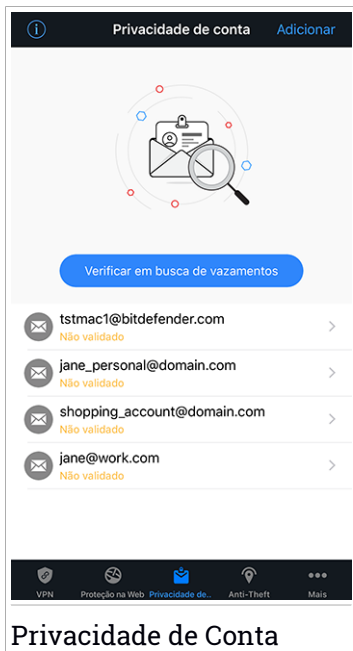 Privacidade de conta Adicionar
Verificar em busca de vazamentos
tstmac1@bitdefender.com
Não validado
jane_personal@domain.com
Não validado
shopping_account@domain.com
Não validado
jane@work.com
Não validado
VPN Proteção na Web Privacidade de... Anti-Theft Mais
Privacidade de Conta